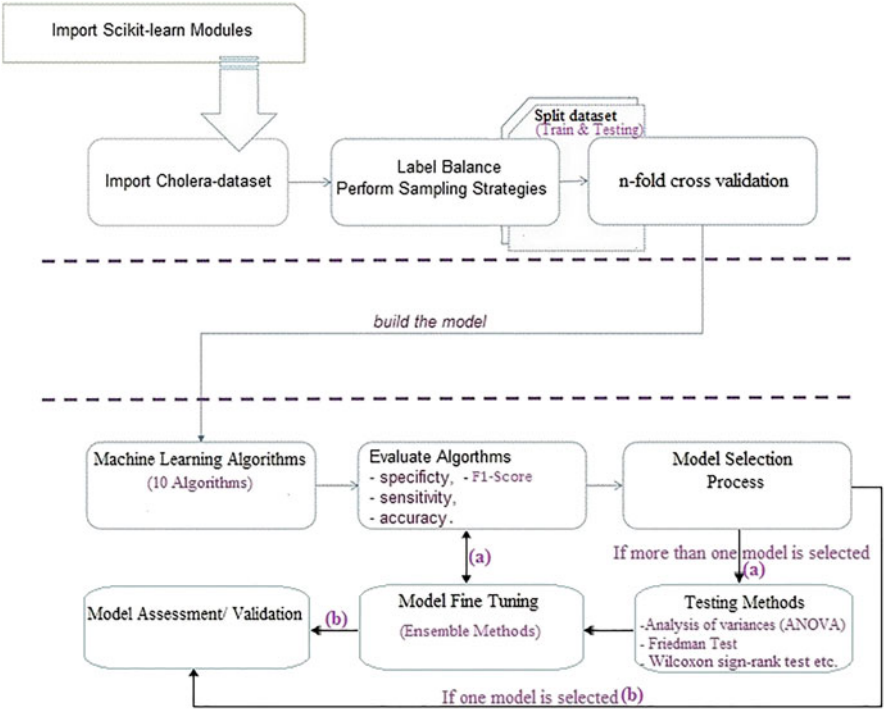 Import Scikit-learn Modules
Split dataset
(Train & Testing)
Import Cholera-dataset
Label Balance
Perform Sampling Strategies
n-fold cross validation
build the model
Machine Learning Algorithms
(10 Algorithms)
Evaluate Algorthms
- specificty, - F1-Score
- sensitivity,
- accuracy.
Model Selection
Process
If more than one model is selected
(a)
(a)
Model Assessment/ Validation
(b)
Model Fine Tuning
(Ensemble Methods)
Testing Methods
-Analysis of variances (ANOVA)
- Friedman Test
- Wilcoxon sign-rank test etc.
If one model is selected (b)